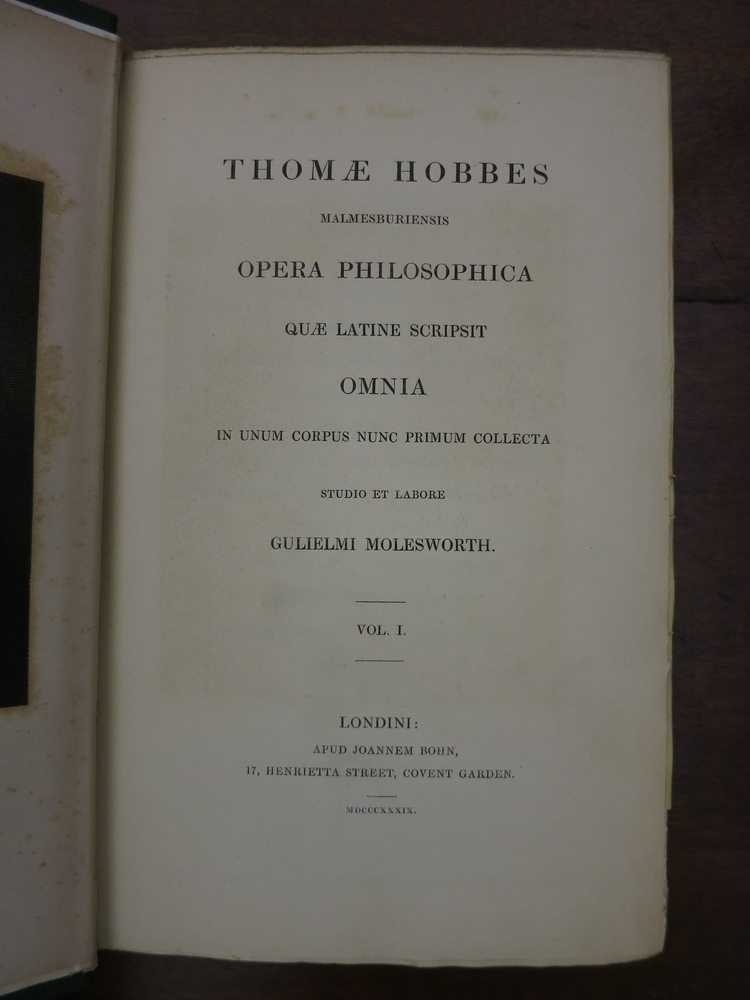 THOMÆ HOBBES
MALMESBURIENSIS
OPERA PHILOSOPHICA
QUÆ LATINE SCRIPSIT
OMNIA
IN UNUM CORPUS NUNC PRIMUM COLLECTA
STUDIO ET LABORE
GULIELMI MOLESWORTH.
VOL. I.
LONDINI:
APUD JOANNEM BOHN,
17, HENRIETTA STREET, COVENT GARDEN.
MDCCCXXXIX.